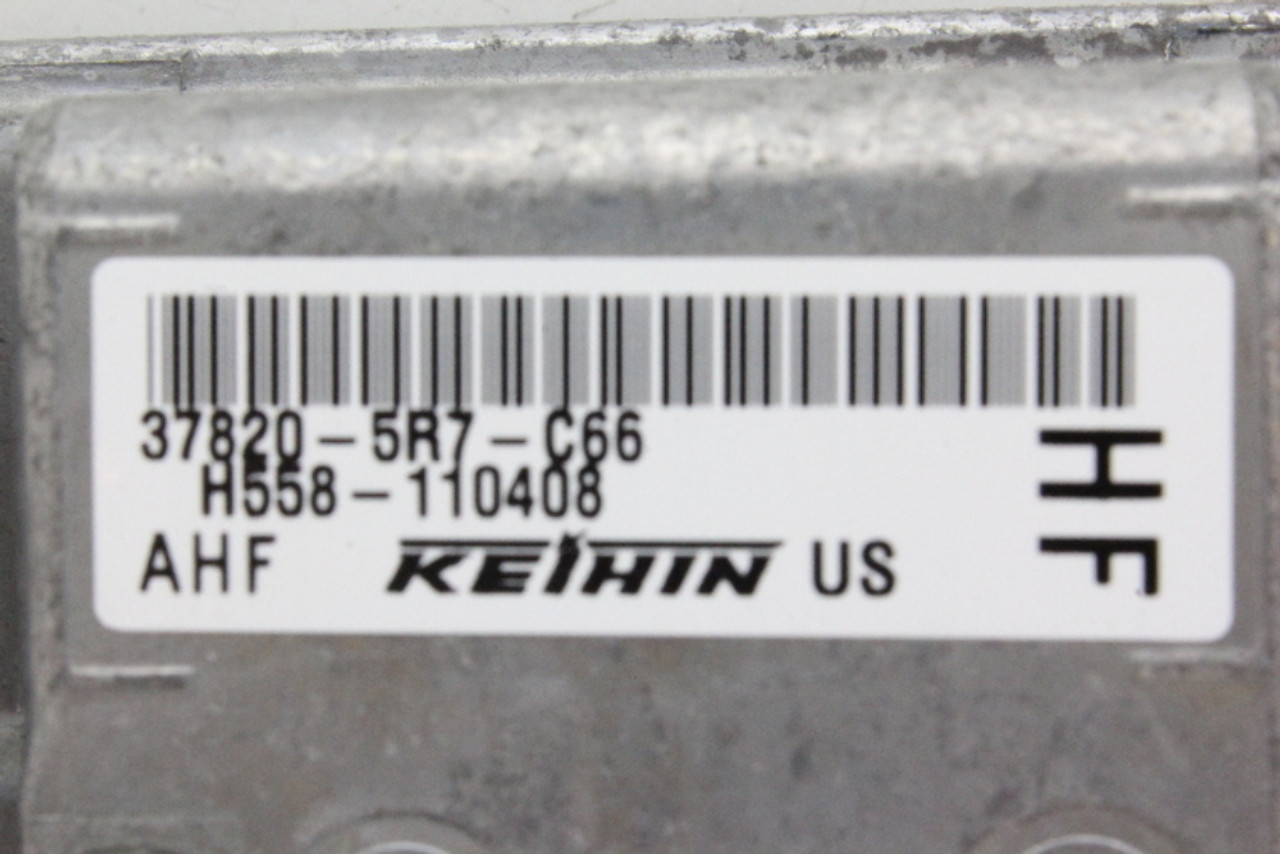 37820-5R7-C66
H558-110408
AHF KEIHIN US
HF